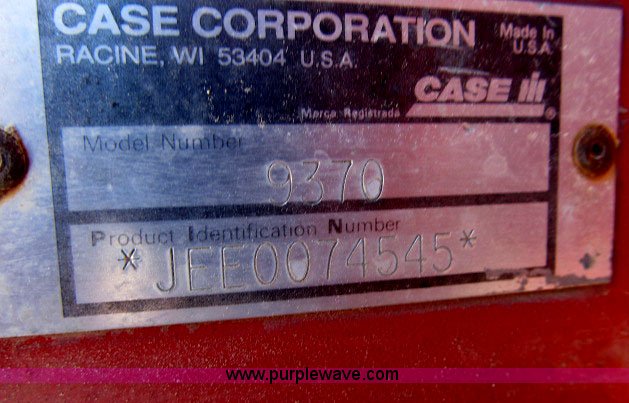 CASE CORPORATION
Made In
U.S.A.
RACINE, WI 53404 U.S.A.
CASE IH
Marca Registrada ®
Model Number
9370
Product Identification Number
*JEE0074545*
www.purplewave.com